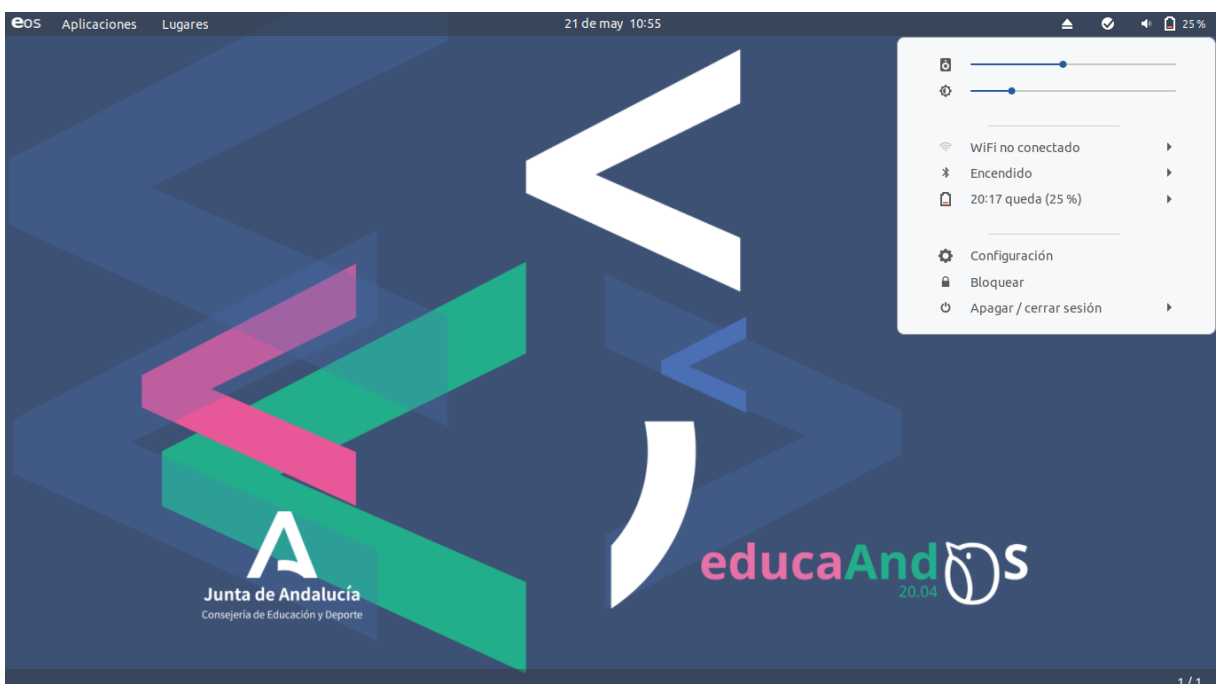 eos Aplicaciones Lugares 21 de may 10:55 25 %
WiFi no conectado
Encendido
20:17 queda (25 %)
Configuración
Bloquear
Apagar / cerrar sesión
educaAndOS
20.04
Junta de Andalucía
Consejería de Educación y Deporte
1 / 1